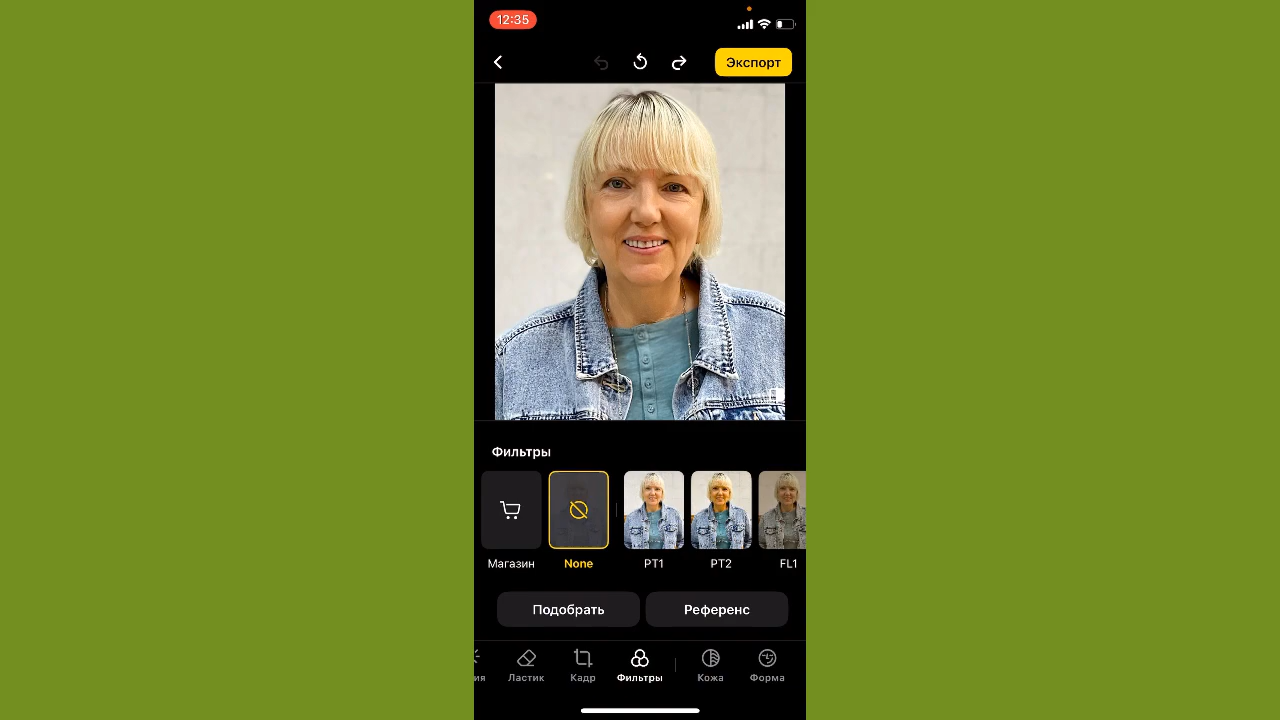 12:35
Экспорт
Фильтры
Магазин
None
PT1
PT2
FL1
Подобрать
Референс
ия
Ластик
Кадр
Фильтры
Кожа
Форма